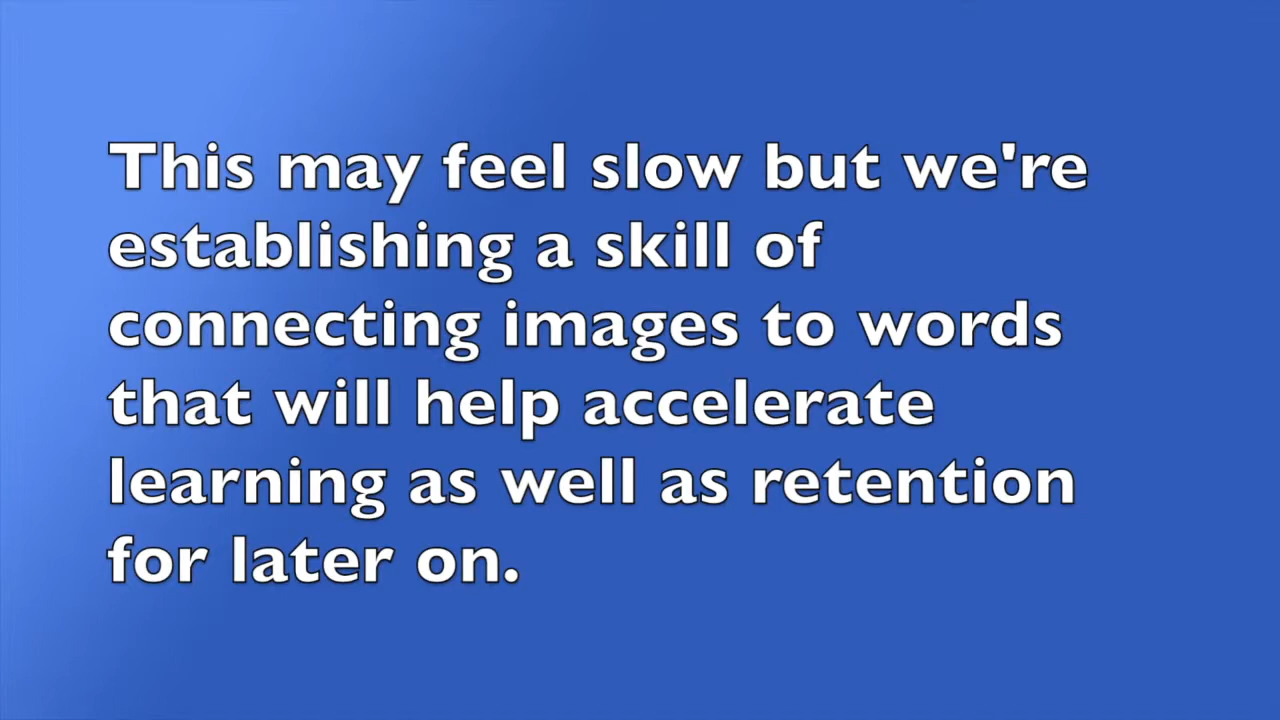 This may feel slow but we're
establishing a skill of
connecting images to words
that will help accelerate
learning as well as retention
for later on.